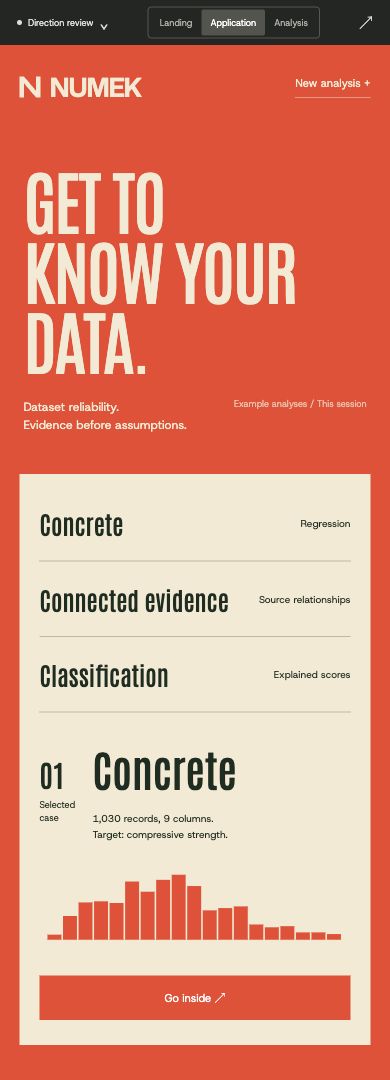 Direction review
Landing Application Analysis
NUMEK
New analysis +
GET TO
KNOW YOUR
DATA.
Dataset reliability.
Evidence before assumptions.
Example analyses / This session
Concrete
Regression
Connected evidence
Source relationships
Classification
Explained scores
01
Selected
case
Concrete
1,030 records, 9 columns.
Target: compressive strength.
Go inside ↗